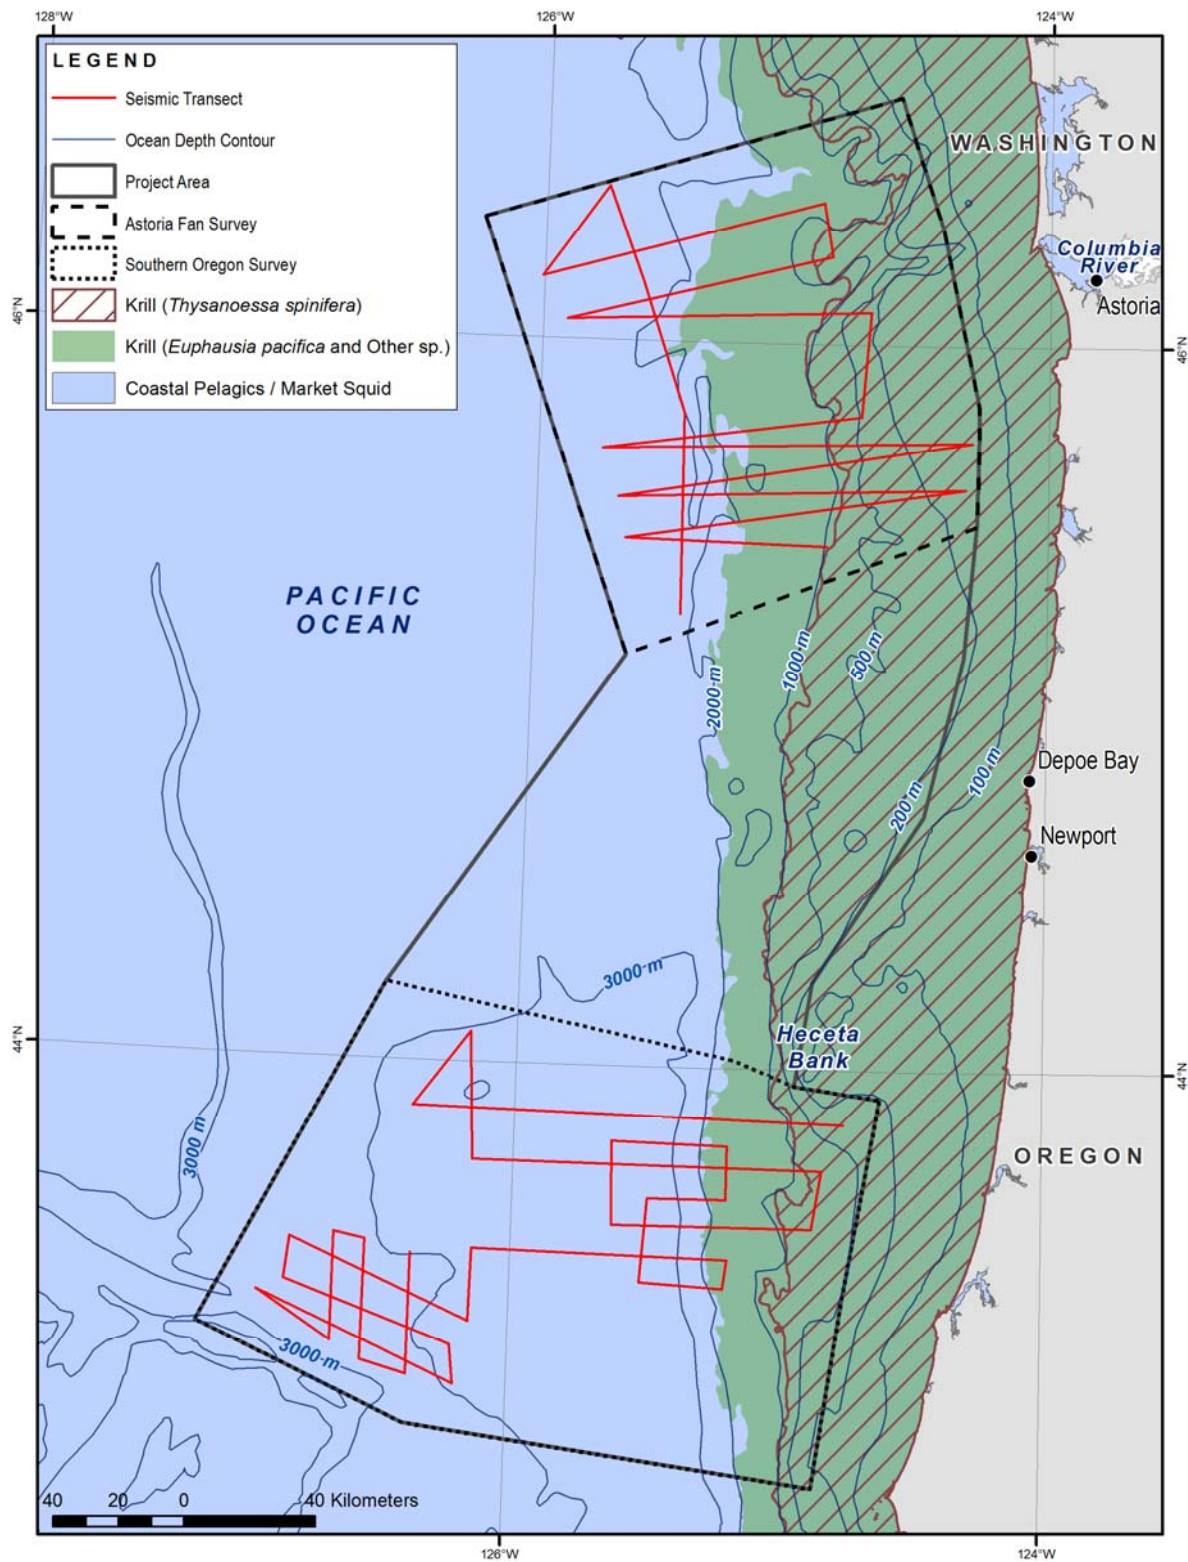 128°W
126°W
124°W
LEGEND
Seismic Transect
Ocean Depth Contour
Project Area
Astoria Fan Survey
Southern Oregon Survey
Krill (Thysanoessa spinifera)
Krill (Euphausia pacifica and Other sp.)
Coastal Pelagics / Market Squid
WASHINGTON
Columbia
River
Astoria
46°N
46°N
PACIFIC
OCEAN
2000 m
1000 m
500 m
200 m
100 m
Depoe Bay
Newport
3000 m
Heceta
Bank
44°N
44°N
3000 m
OREGON
3000 m
40 20 0 40 Kilometers
126°W
124°W